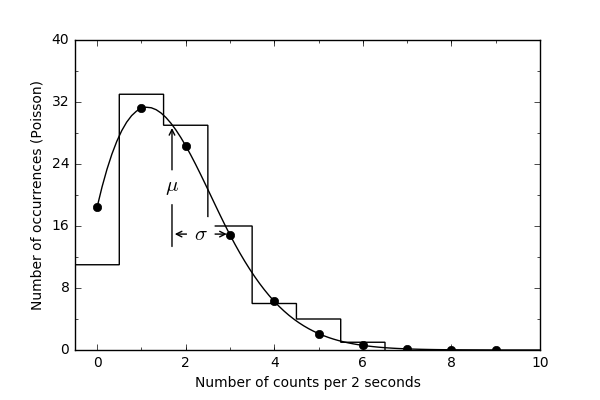 40
32
24
16
8
0
Number of occurrences (Poisson)
μ
σ
0 2 4 6 8 10
Number of counts per 2 seconds